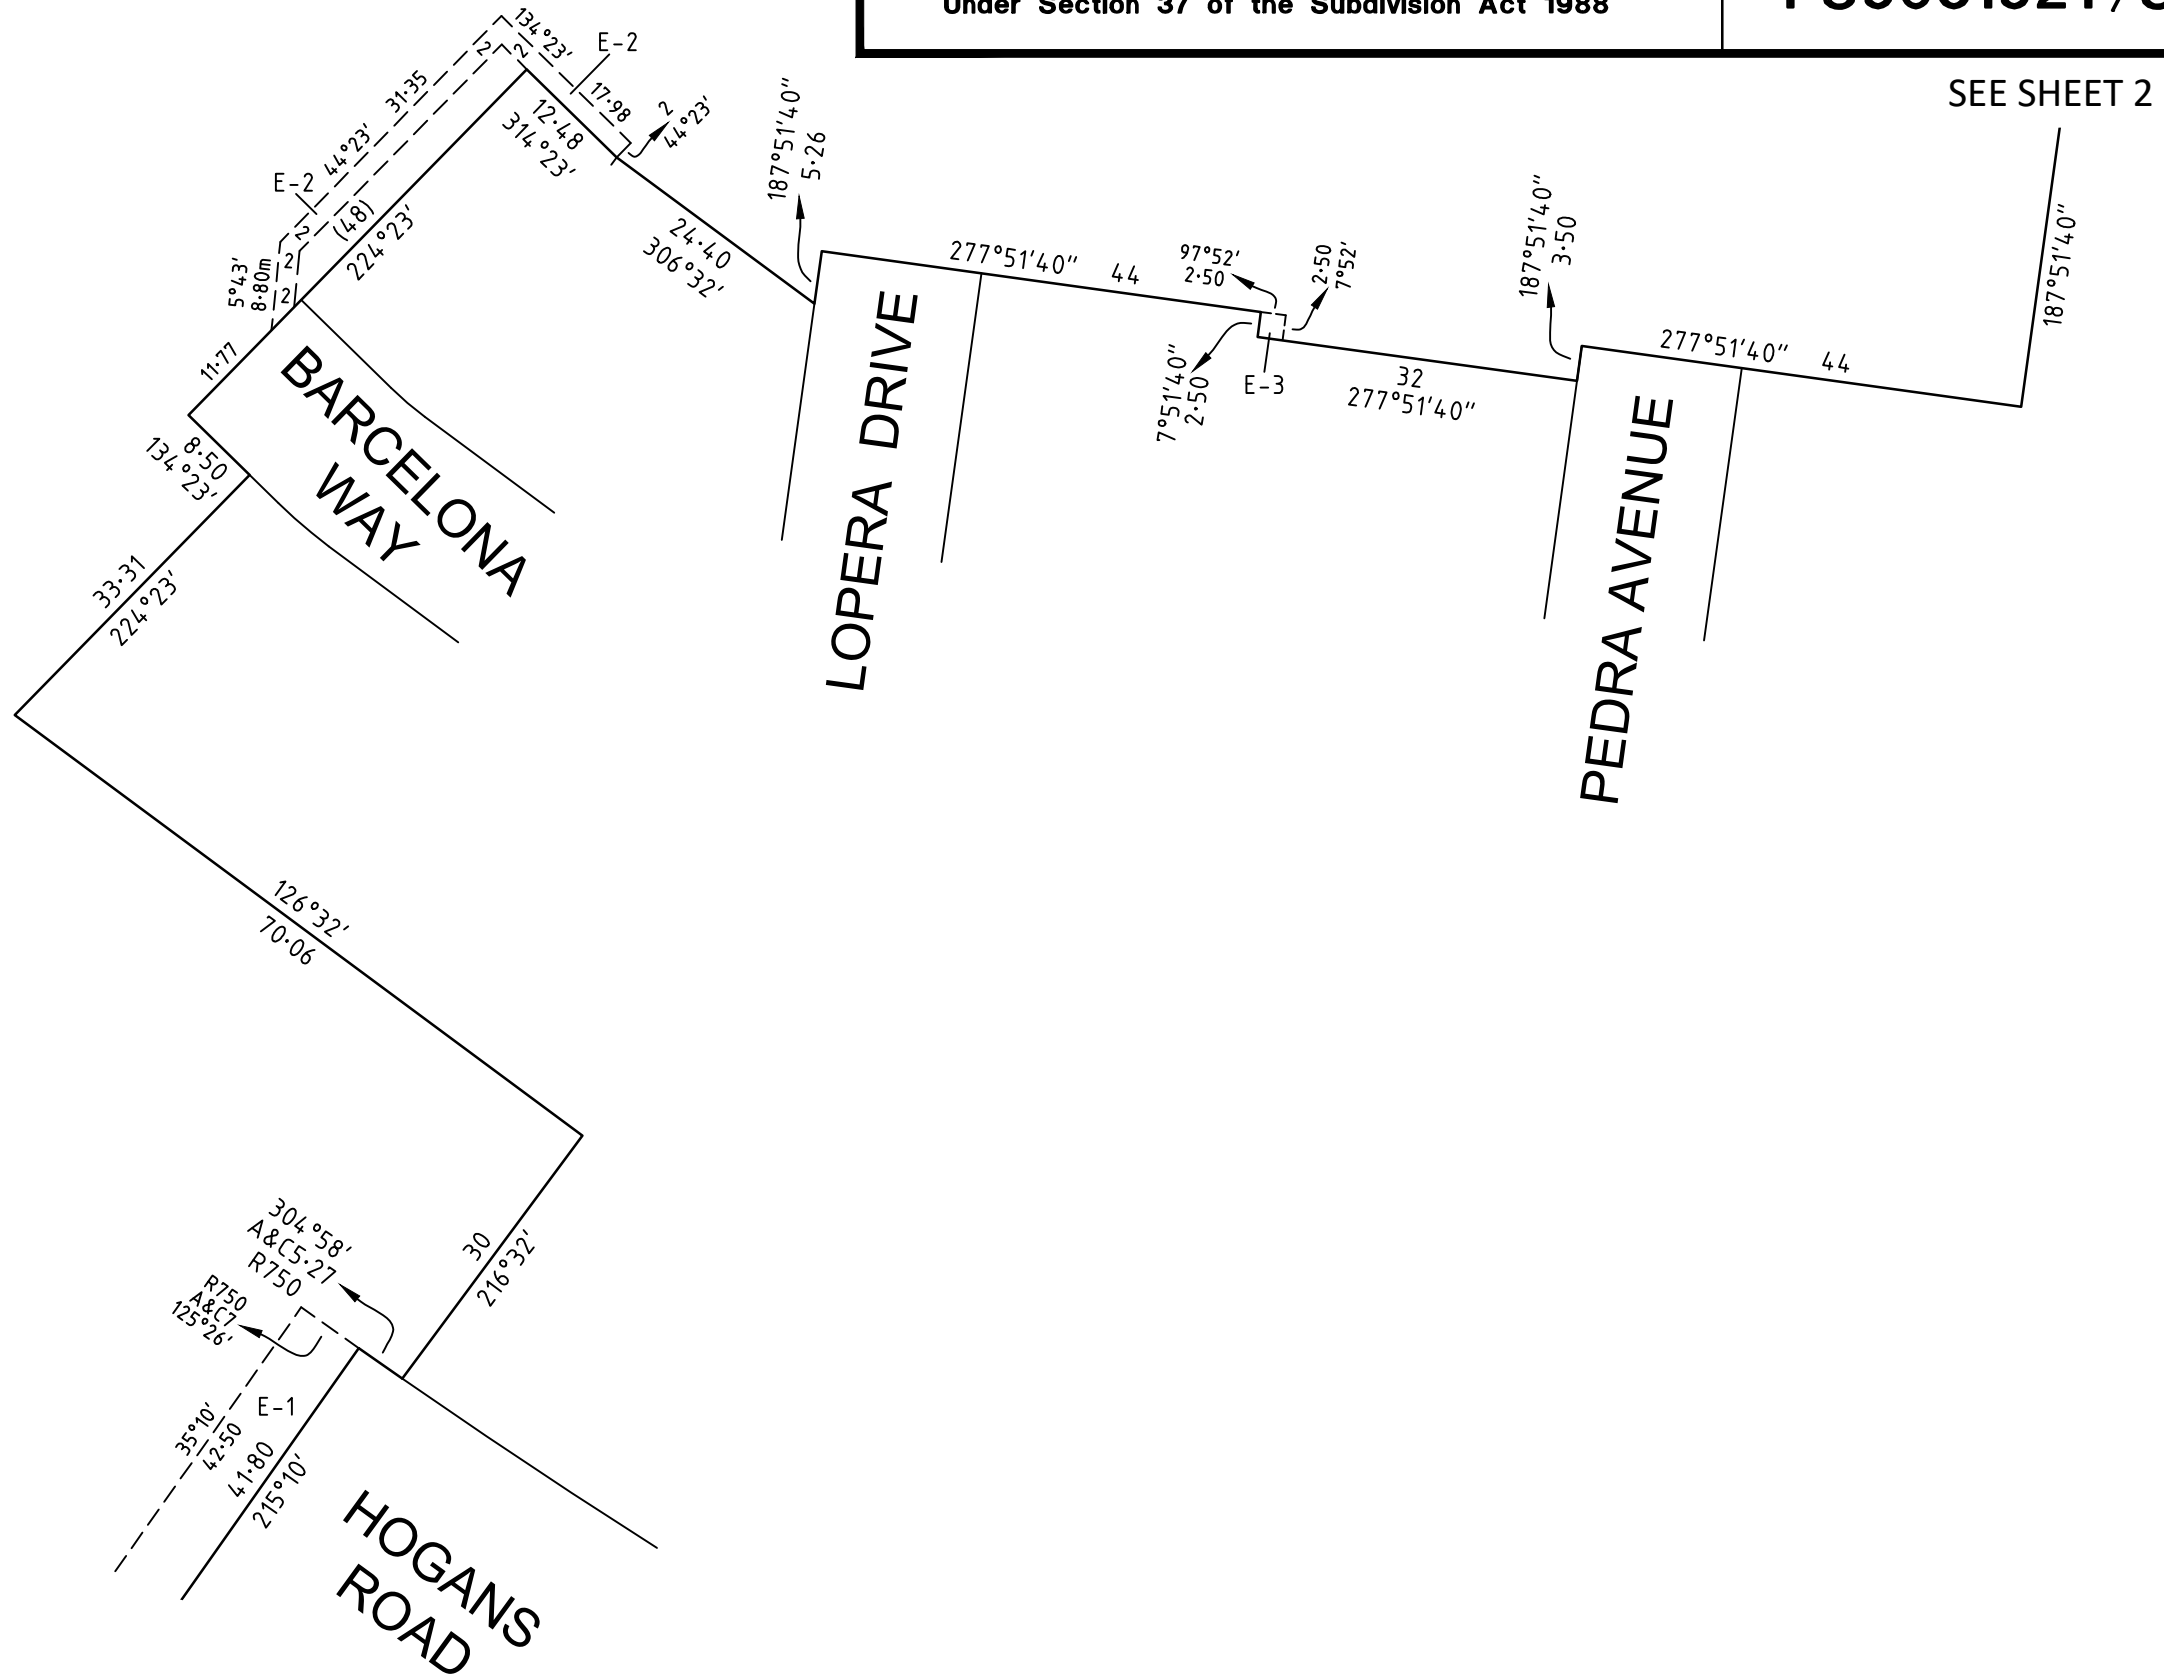 Under Section 37 of the Subdivision Act 1988
SEE SHEET 2
134°23'
E-2
2
2
17·98
2
44°23'
31·35
44°23'
12·48
314°23'
E-2
2
(48)
224°23'
2
2
5°43'
8·80m
11·77
24·40
306°32'
187°51'40"
5·26
277°51'40" 44
97°52'
2·50
2·50
7°52'
7°51'40"
2·50
E-3
32
277°51'40"
187°51'40"
3·50
277°51'40" 44
187°51'40"
BARCELONA
WAY
LOPERA DRIVE
PEDRA AVENUE
8·50
134°23'
33·31
224°23'
126°32'
70·06
30
216°32'
304°58'
A&C5·27
R750
R750
A&C7
125°26'
E-1
35°10'
42·50
41·80
215°10'
HOGANS
ROAD